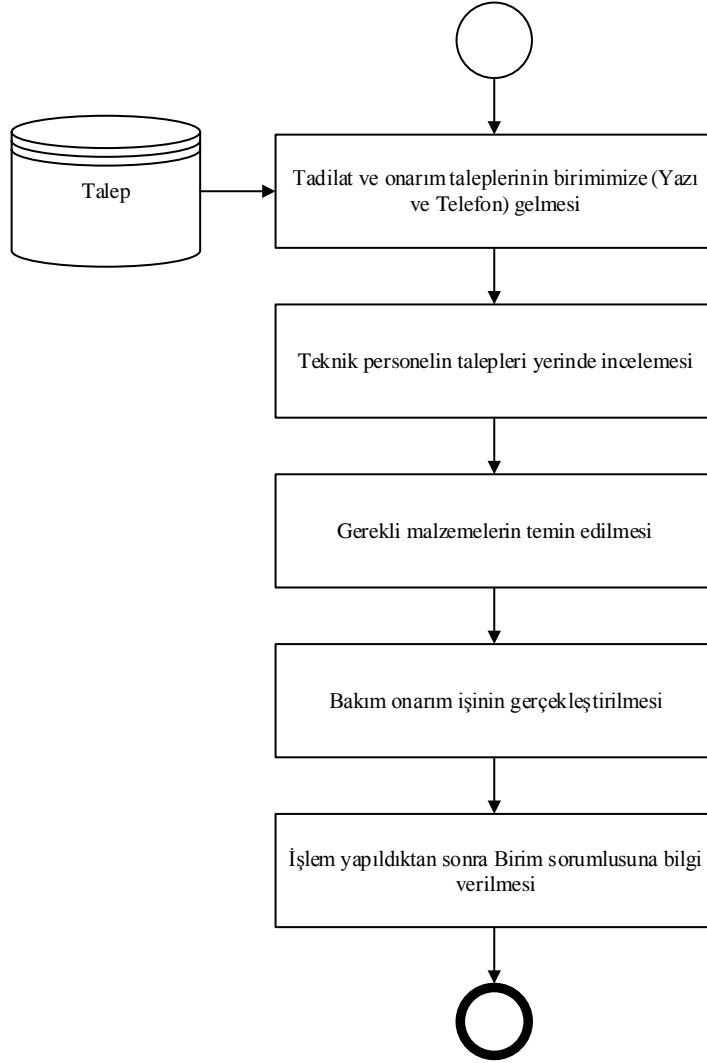 Talep
Tadilat ve onarım taleplerinin birimimize (Yazı
ve Telefon) gelmesi
Teknik personelin talepleri yerinde incelemesi
Gerekli malzemelerin temin edilmesi
Bakım onarım işinin gerçekleştirilmesi
İşlem yapıldıktan sonra Birim sorumlusuna bilgi
verilmesi